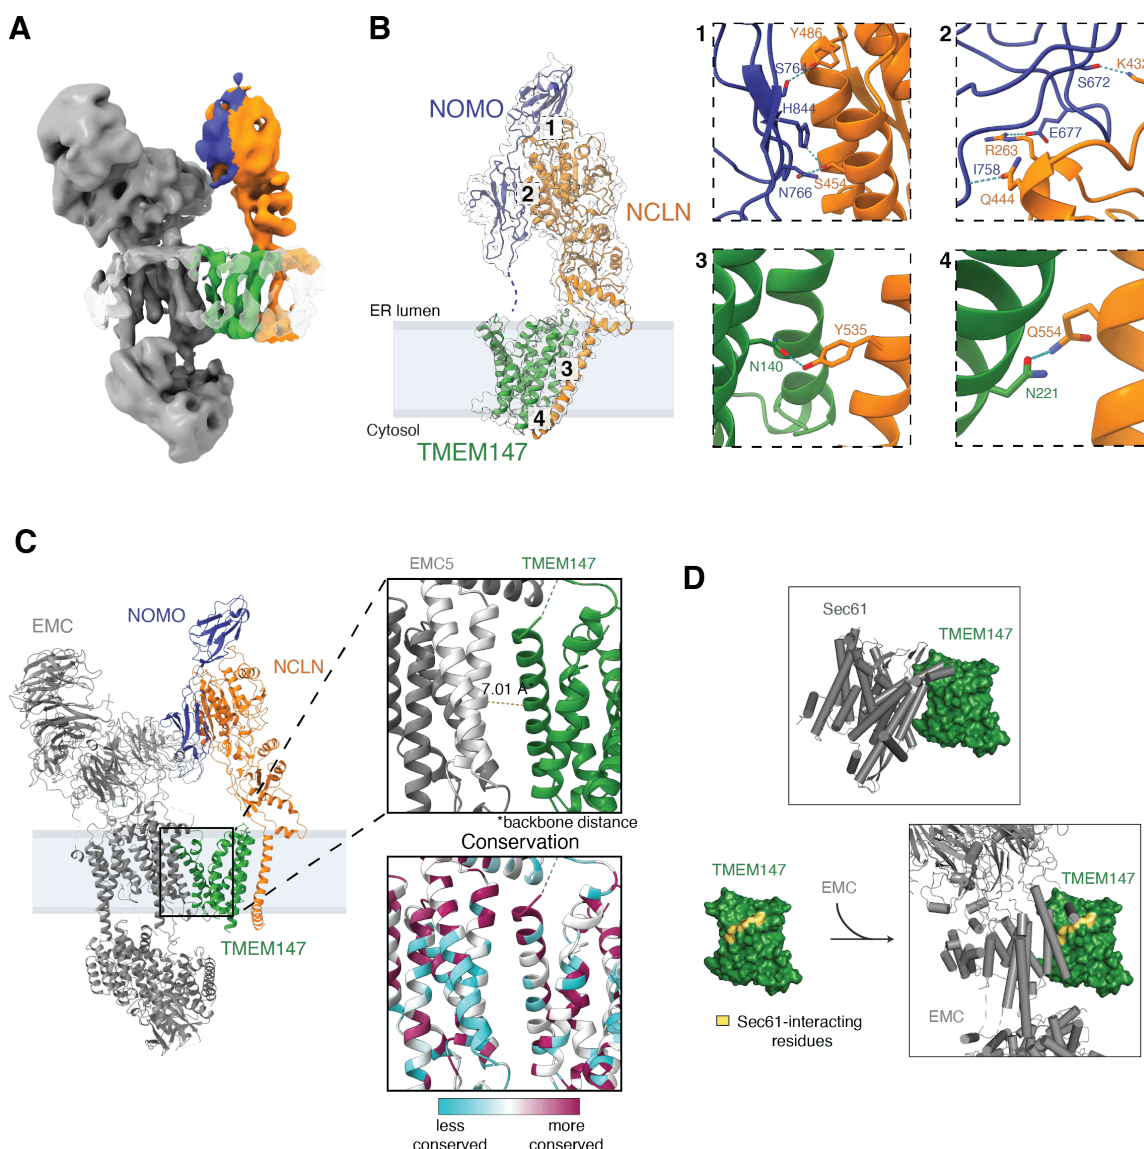 A
B
NOMO
1
2
NCLN
ER lumen
3
4
Cytosol
TMEM147
1
Y486
S764
H844
S454
N766
2
K432
S672
E677
R263
I758
Q444
3
Y535
N140
4
Q554
N221
C
NOMO
EMC
NCLN
TMEM147
EMC5
TMEM147
7.01 Å*
*backbone distance
Conservation
less
conserved
more
conserved
D
Sec61
TMEM147
TMEM147
EMC
Sec61-interacting
residues
TMEM147
EMC